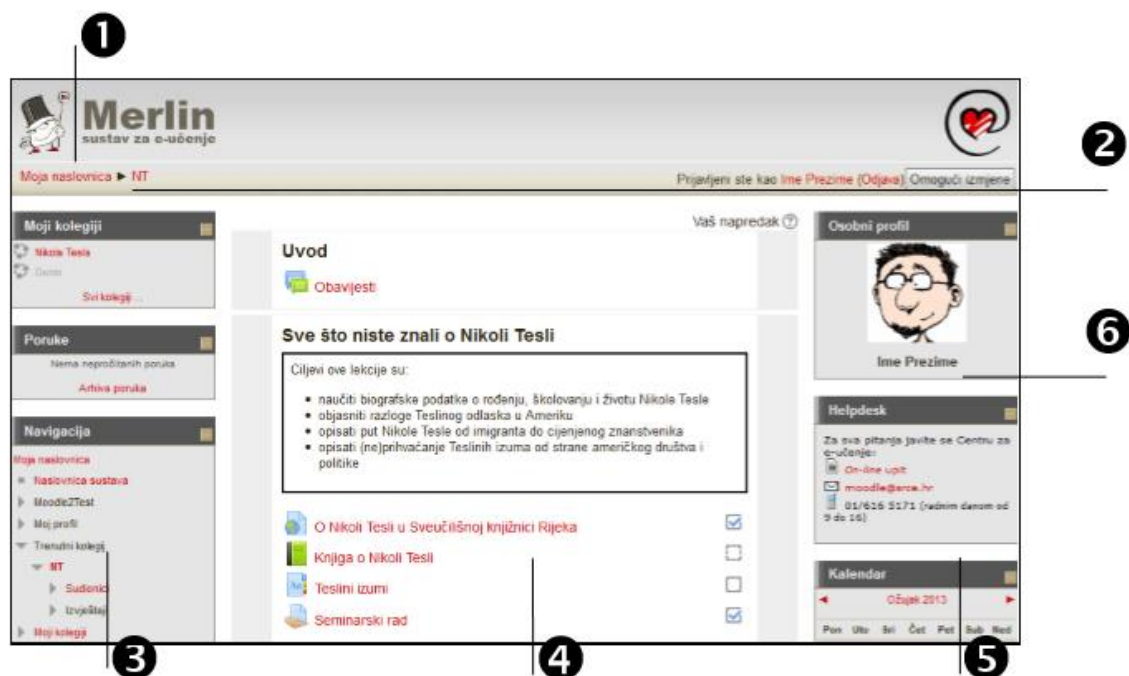 1
Merlin
sustav za e-učenje
2
Moja naslovnica ► NT
Prijavljeni ste kao Ime Prezime (Odjava) Omogući izmjene
Moji kolegiji
Nikola Tesla
Svi kolegiji ...
Poruke
Nema nepročitanih poruka
Arhiva poruka
Navigacija
Moja naslovnica
Naslovnica sustava
Moodle2Test
Moj profil
Trenutni kolegij
NT
Sudionici
Izvještaji
Moji kolegiji
3
Vaš napredak
Uvod
Obavijesti
Sve što niste znali o Nikoli Tesli
Ciljevi ove lekcije su:
• naučiti biografske podatke o rođenju, školovanju i životu Nikole Tesle
• objasniti razloge Teslinog odlaska u Ameriku
• opisati put Nikole Tesle od imigranta do cijenjenog znanstvenika
• opisati (ne)prihvaćanje Teslinih izuma od strane američkog društva i
politike
O Nikoli Tesli u Sveučilišnoj knjižnici Rijeka
Knjiga o Nikoli Tesli
Teslini izumi
Seminarski rad
4
Osobni profil
Ime Prezime
6
Helpdesk
Za sva pitanja javite se Centru za
e-učenje:
On-line upit
moodle@srce.hr
01/616 5171 (radnim danom od
9 do 16)
Kalendar
◄ Ožujak 2013 ►
Pon Uto Sri Čet Pet Sub Ned
5